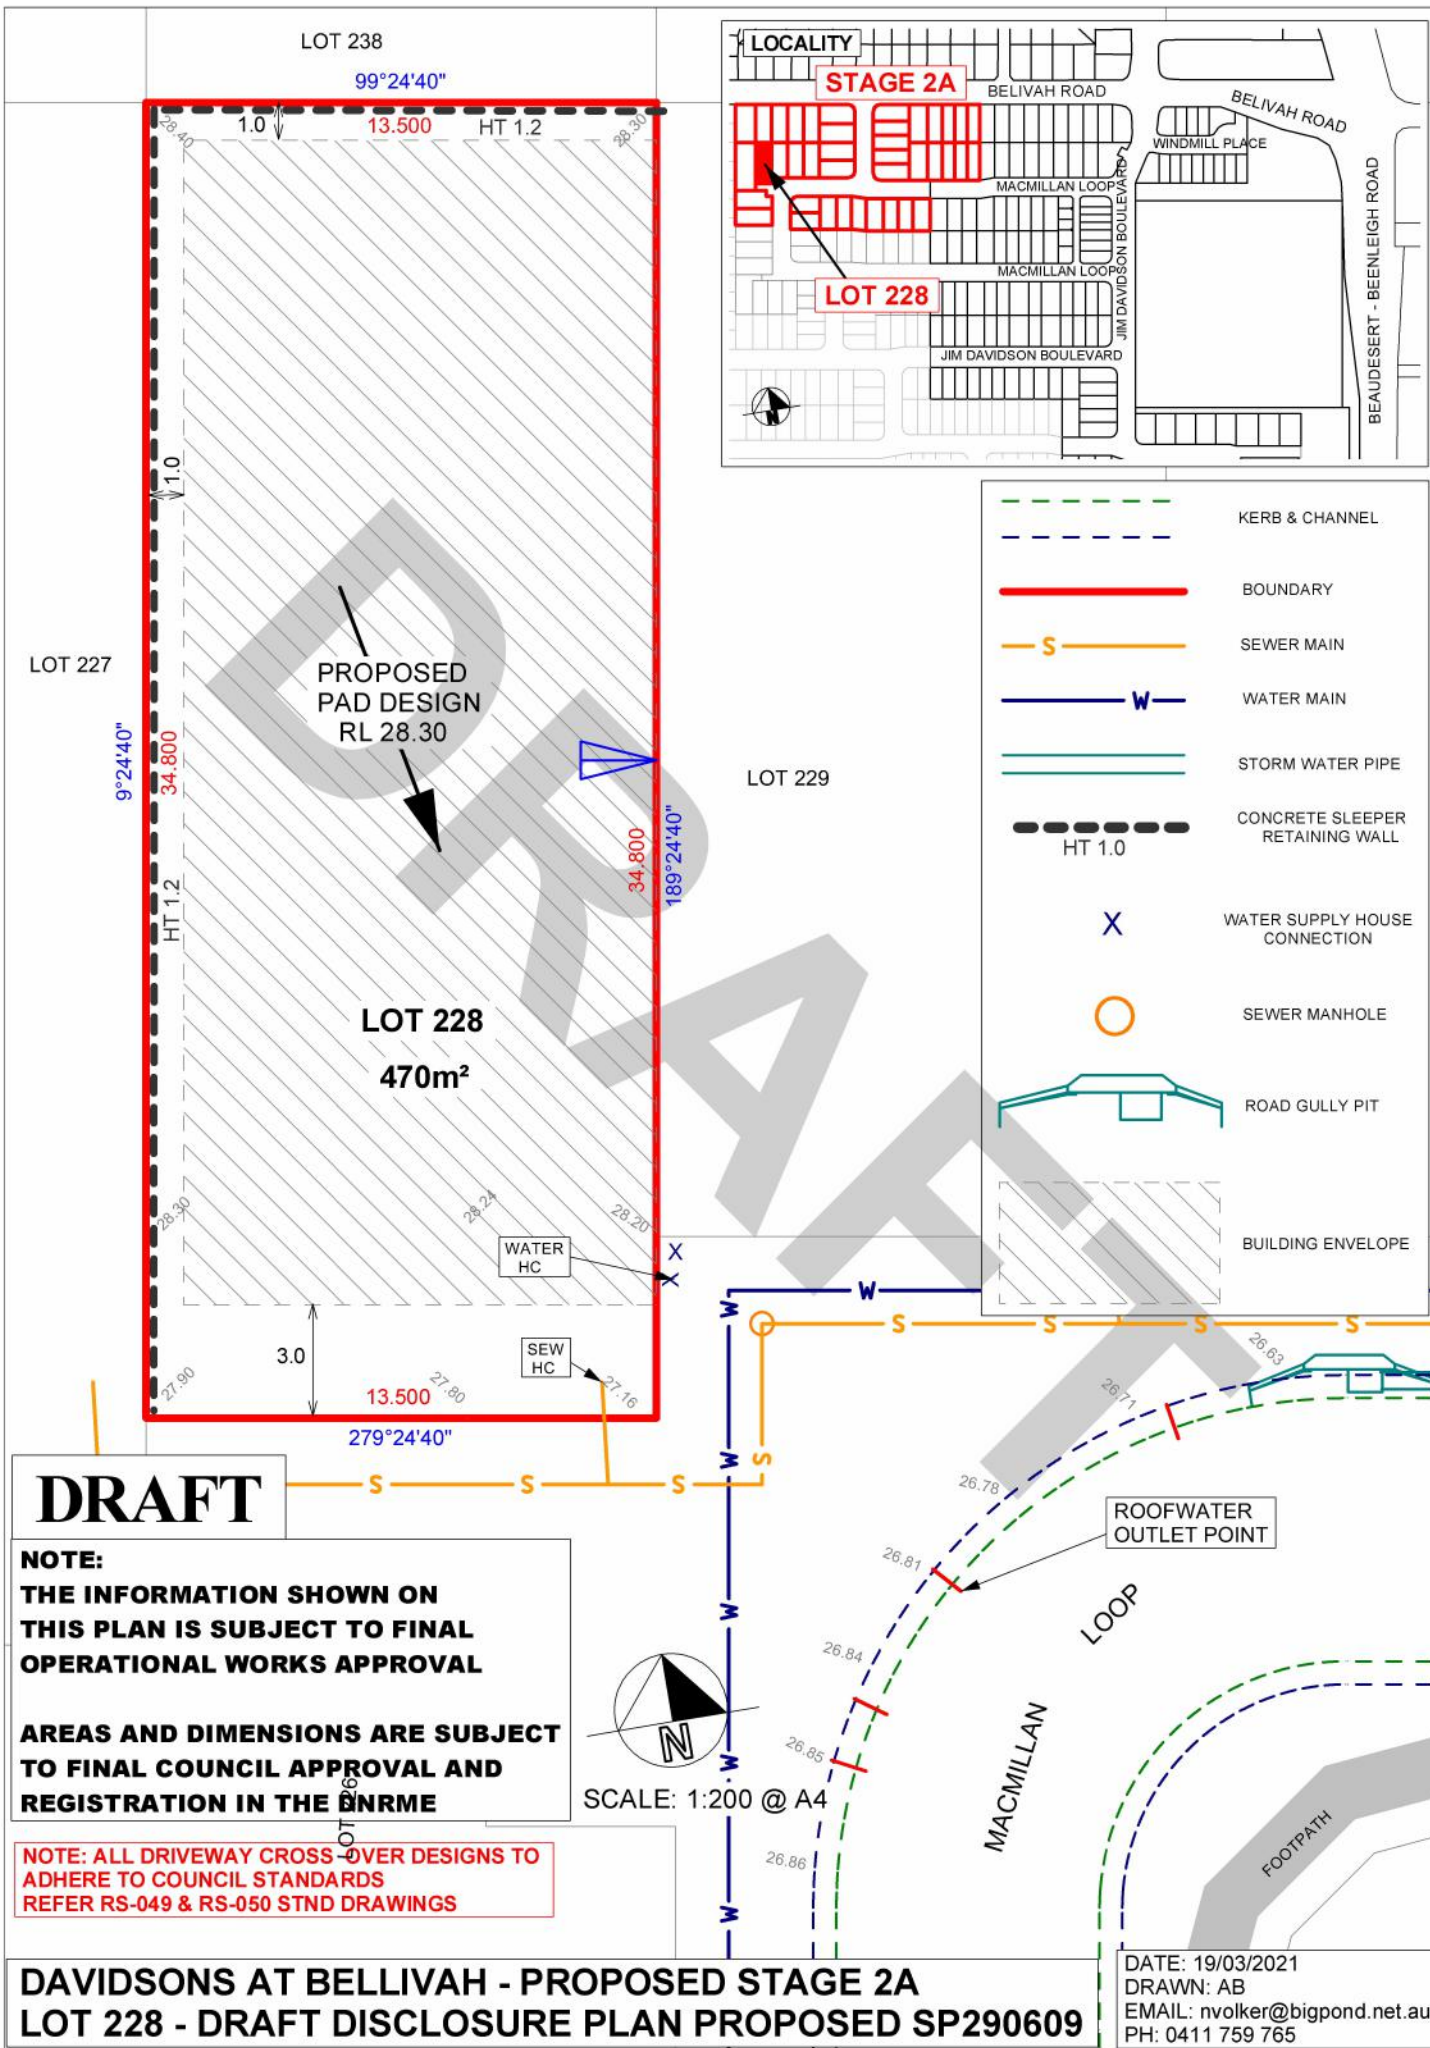 LOT 238
99°24'40"
13.500
1.0
HT 1.2
28.40
28.30
LOT 227
1.0
9°24'40"
34.800
HT 1.2
PROPOSED
PAD DESIGN
RL 28.30
LOT 229
34.800
189°24'40"
LOT 228
470m²
28.30
28.24
28.20
WATER
HC
3.0
SEW
HC
27.90
27.80
27.16
13.500
279°24'40"
DRAFT
LOCALITY
STAGE 2A
BELIVAH ROAD
BELIVAH ROAD
WINDMILL PLACE
MACMILLAN LOOP
MACMILLAN LOOP
JIM DAVIDSON BOULEVARD
JIM DAVIDSON BOULEVARD
BEAUDESERT - BEENLEIGH ROAD
LOT 228
N
KERB & CHANNEL
BOUNDARY
S
SEWER MAIN
W
WATER MAIN
STORM WATER PIPE
HT 1.0
CONCRETE SLEEPER
RETAINING WALL
X
WATER SUPPLY HOUSE
CONNECTION
SEWER MANHOLE
ROAD GULLY PIT
BUILDING ENVELOPE
X
X
W
W
W
W
W
W
S
S
S
S
S
S
S
S
26.63
26.71
26.78
26.81
26.84
26.85
26.86
ROOFWATER
OUTLET POINT
MACMILLAN
LOOP
FOOTPATH
DRAFT
NOTE:
THE INFORMATION SHOWN ON
THIS PLAN IS SUBJECT TO FINAL
OPERATIONAL WORKS APPROVAL
AREAS AND DIMENSIONS ARE SUBJECT
TO FINAL COUNCIL APPROVAL AND
REGISTRATION IN THE DNRME
LOT 226
N
SCALE: 1:200 @ A4
NOTE: ALL DRIVEWAY CROSS OVER DESIGNS TO
ADHERE TO COUNCIL STANDARDS
REFER RS-049 & RS-050 STND DRAWINGS
DAVIDSONS AT BELLIVAH - PROPOSED STAGE 2A
LOT 228 - DRAFT DISCLOSURE PLAN PROPOSED SP290609
DATE: 19/03/2021
DRAWN: AB
EMAIL: nvolker@bigpond.net.au
PH: 0411 759 765